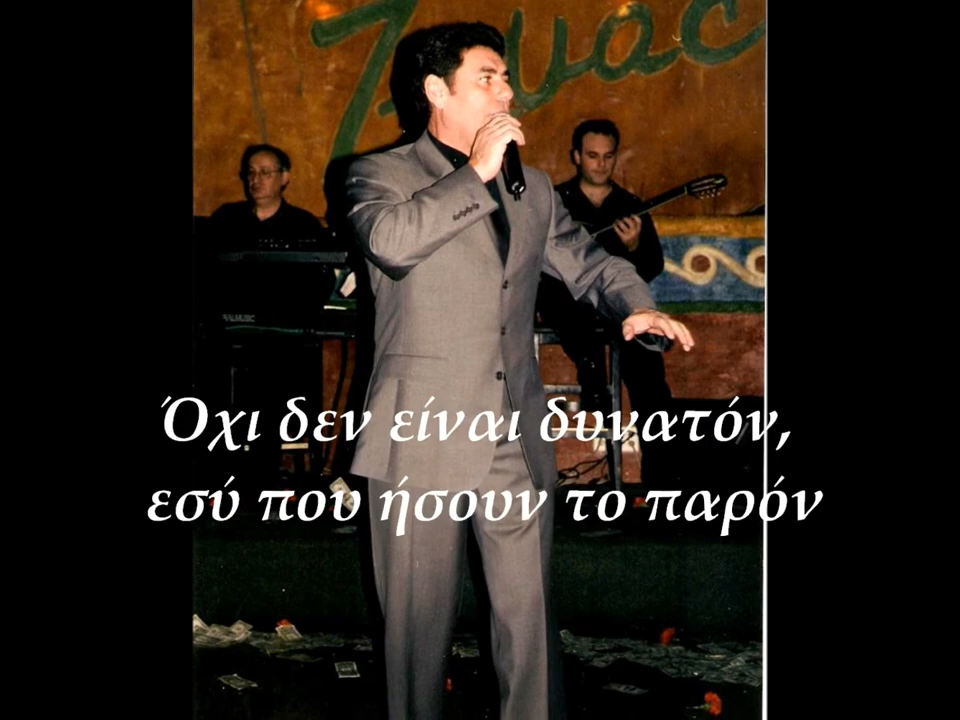 Όχι δεν είναι δυνατόν,
εσύ που ήσουν το παρόν